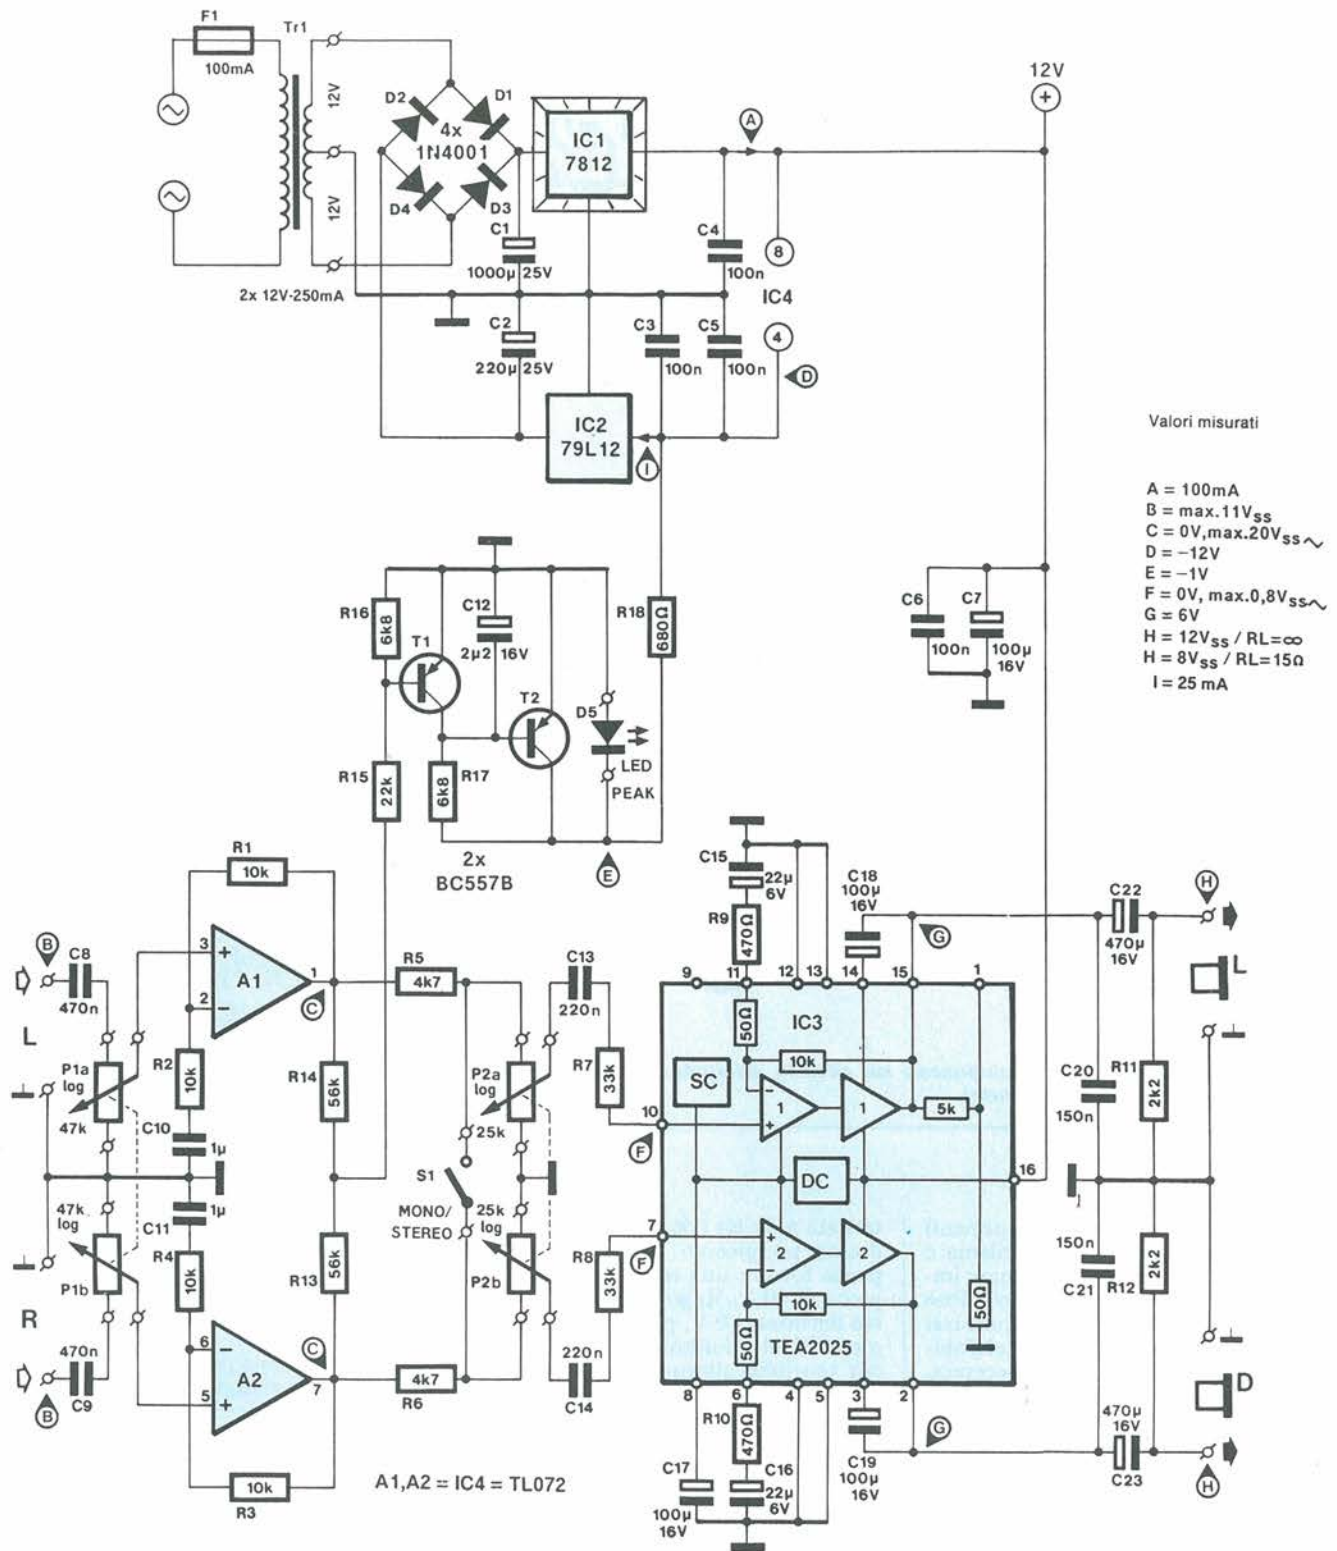 F1
100mA
Tr1
12V
12V
2x 12V-250mA
D2
D1
4x
1N4001
D4
D3
IC1
7812
A
12V
+
C1
1000µ 25V
C4
100n
8
IC4
C2
220µ 25V
C3
100n
C5
100n
4
D
IC2
79L12
I
Valori misurati
A = 100mA
B = max.11Vss
C = 0V,max.20Vss~
D = −12V
E = −1V
F = 0V, max.0,8Vss~
G = 6V
H = 12Vss / RL=∞
H = 8Vss / RL=15Ω
I = 25 mA
R16
6k8
T1
C12
2µ2 16V
R18
680Ω
T2
D5
LED
PEAK
R15
22k
R17
6k8
2x
BC557B
E
C6
100n
C7
100µ
16V
R1
10k
B
C8
470n
L
P1a
log
47k
3
+
2
−
A1
1
C
R2
10k
C10
1µ
R14
56k
R5
4k7
C13
220n
P2a
log
25k
R7
33k
S1
MONO/
STEREO
47k
log
P1b
C11
1µ
R4
10k
R13
56k
25k
log
P2b
R8
33k
R
470n
C9
B
6
−
5
+
A2
7
C
4k7
R6
220n
C14
10k
R3
A1,A2 = IC4 = TL072
C15
22µ
6V
R9
470Ω
C18
100µ
16V
G
C22
470µ
16V
H
L
9
11
12
13
14
15
1
50Ω
IC3
SC
10k
−
1
+
1
5k
10
F
DC
16
7
F
+
2
−
2
10k
50Ω
50Ω
TEA2025
8
6
4
5
3
2
C20
150n
R11
2k2
150n
C21
R12
2k2
D
470µ
16V
C23
H
R10
470Ω
C17
100µ
16V
C16
22µ
6V
C19
100µ
16V
G